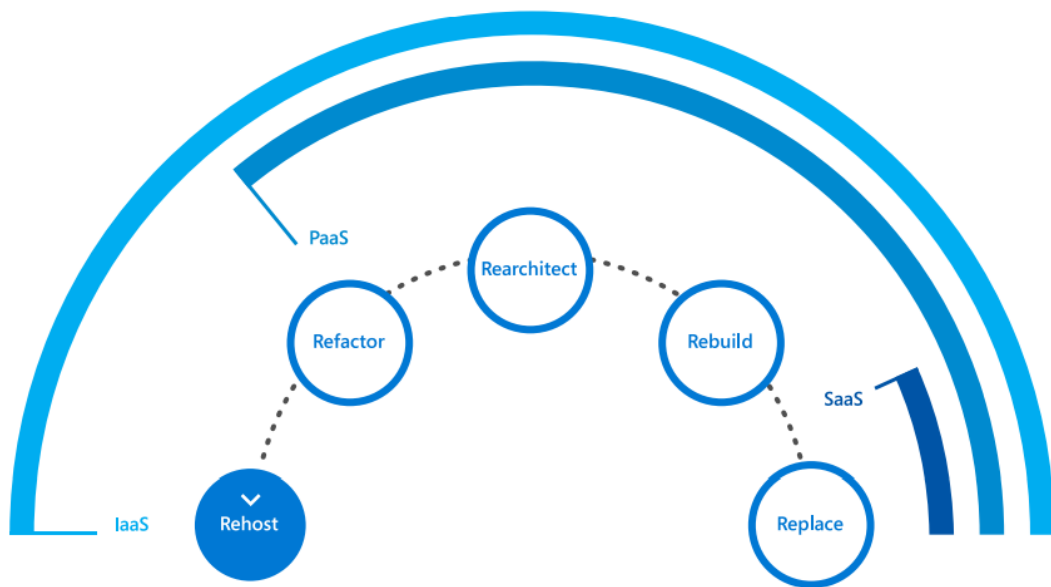 PaaS
Rearchitect
Refactor
Rebuild
SaaS
IaaS
Rehost
Replace